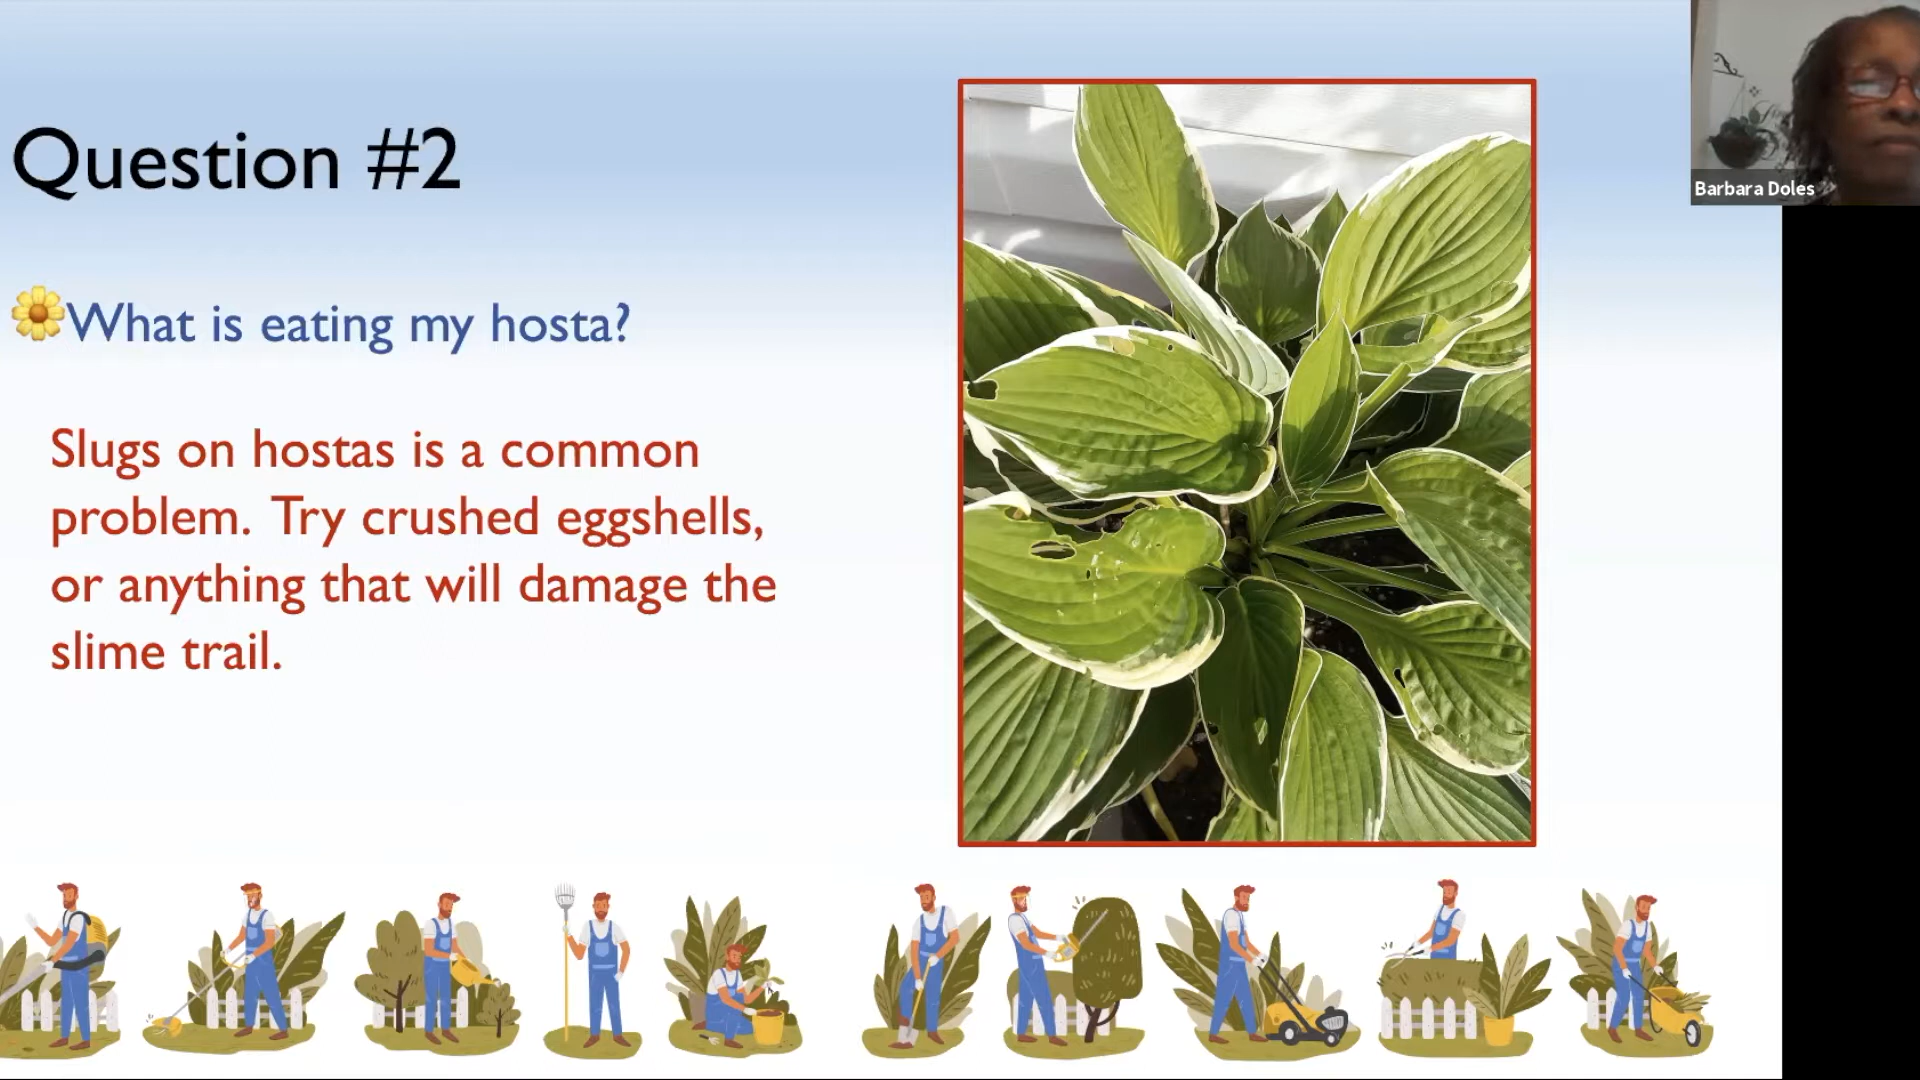 Question #2
What is eating my hosta?
Slugs on hostas is a common
problem. Try crushed eggshells,
or anything that will damage the
slime trail.
Barbara Doles